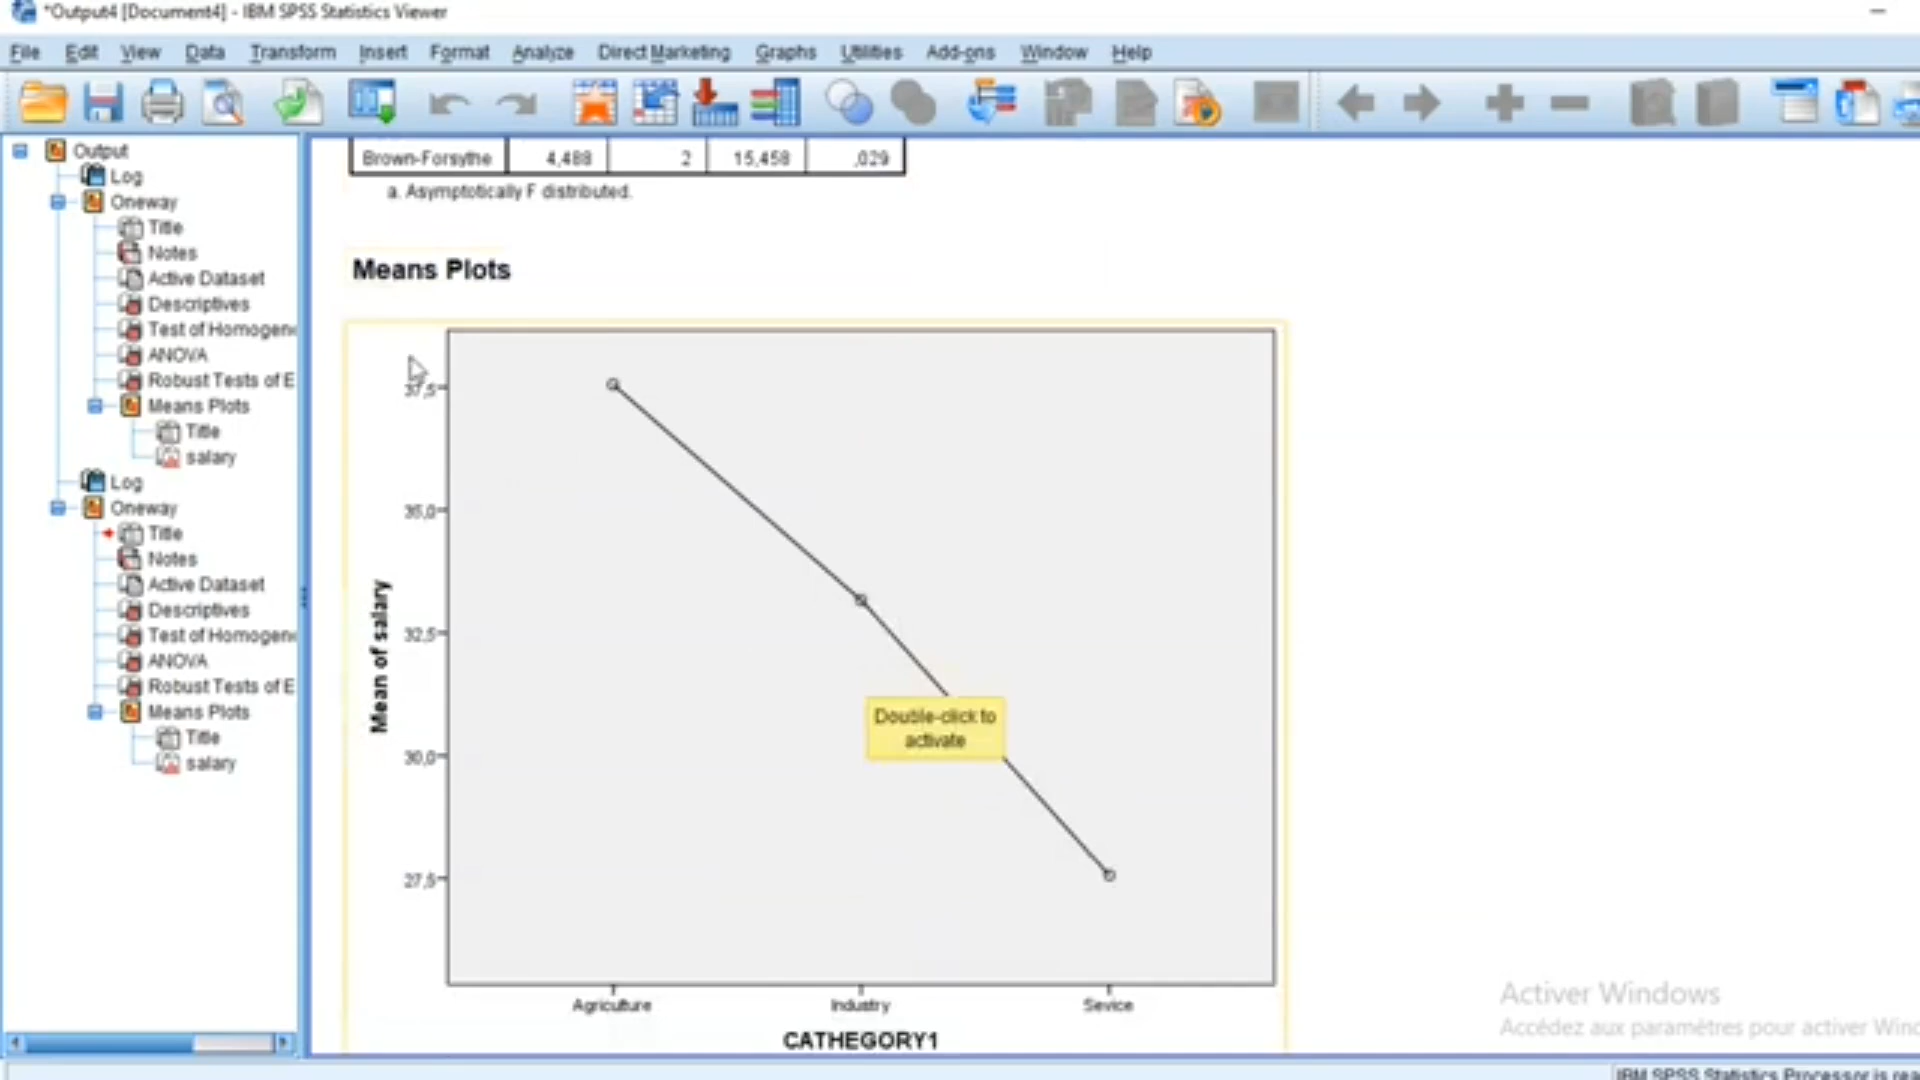 *Output4 [Document4] - IBM SPSS Statistics Viewer
File Edit View Data Transform Insert Format Analyze Direct Marketing Graphs Utilities Add-ons Window Help
Output
Log
Oneway
Title
Notes
Active Dataset
Descriptives
Test of Homogen
ANOVA
Robust Tests of E
Means Plots
Title
salary
Log
Oneway
Title
Notes
Active Dataset
Descriptives
Test of Homogen
ANOVA
Robust Tests of E
Means Plots
Title
salary
Brown-Forsythe 4,488 2 15,458 ,029
a. Asymptotically F distributed.
Means Plots
Mean of salary
37,5
35,0
32,5
30,0
27,5
Double-click to
activate
Agriculture Industry Sevice
CATHEGORY1
Activer Windows
Accédez aux paramètres pour activer Win
IBM SPSS Statistics Processor is rea